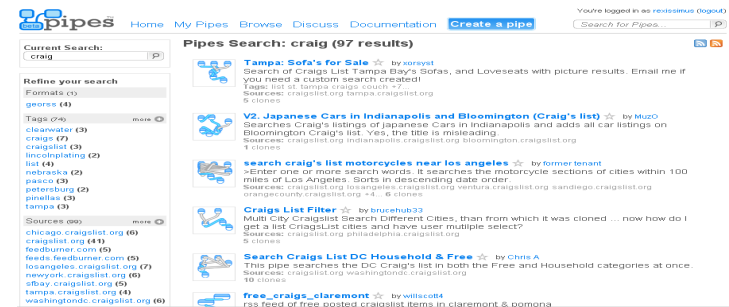 You're logged in as rexissimus (logout)
beta pipes™
Home My Pipes Browse Discuss Documentation Create a pipe
Search for Pipes...
Current Search:
craig
Refine your search
Formats (1)
georss (4)
Tags (74) more
clearwater (3)
craigs (7)
craigslist (3)
lincolnplating (2)
list (4)
nebraska (2)
pasco (3)
petersburg (2)
pinellas (3)
tampa (3)
Sources (99) more
chicago.craigslist.org (6)
craigslist.org (41)
feedburner.com (5)
feeds.feedburner.com (5)
losangeles.craigslist.org (7)
newyork.craigslist.org (6)
sfbay.craigslist.org (5)
tampa.craigslist.org (4)
washingtondc.craigslist.org (6)
Pipes Search: craig (97 results)
Tampa: Sofa's for Sale by xorsyst
Search of Craigs List Tampa Bay's Sofas, and Loveseats with picture results. Email me if
you need a custom search created!
Tags: list st. tampa craigs couch +7...
Sources: craigslist.org tampa.craigslist.org
5 clones
V2. Japanese Cars in Indianapolis and Bloomington (Craig's list) by MuzO
Searches Craigs's listings of japanese Cars in Indianapolis and adds all car listings on
Bloomington Craig's list. Yes, the title is misleading.
Sources: craigslist.org indianapolis.craigslist.org bloomington.craigslist.org
1 clones
search craig's list motorcycles near los angeles by former tenant
>Enter one or more search words. It searches the motorcycle sections of cities within 100
miles of Los Angeles. Sorts in descending date order.
Sources: craigslist.org losangeles.craigslist.org ventura.craigslist.org sandiego.craigslist.org
orangecounty.craigslist.org +4... 6 clones
Craigs List Filter by brucehub33
Multi City Craigslist Search Different Cities, than from which it was cloned ... now how do I
get a list CraigsList cities and have user mutilple select?
Sources: craigslist.org philadelphia.craigslist.org
5 clones
Search Craigs List DC Household & Free by Chris A
This pipe searches the DC Craig's list in both the Free and Household categories at once.
Sources: craigslist.org washingtondc.craigslist.org
10 clones
free_craigs_claremont by willscott4
rss feed of free posted craigslist items in claremont & pomona